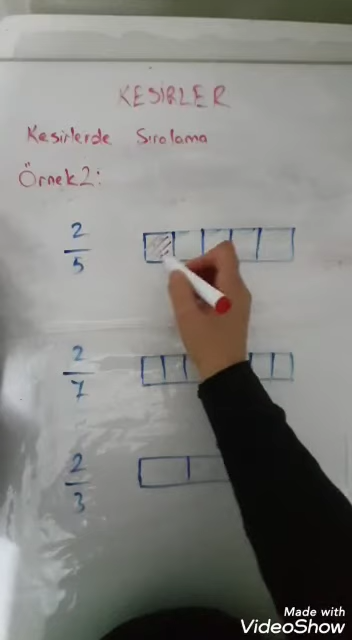 KESİRLER
Kesirlerde Sıralama
Örnek2:
2
5
2
7
2
3
Made with
VideoShow